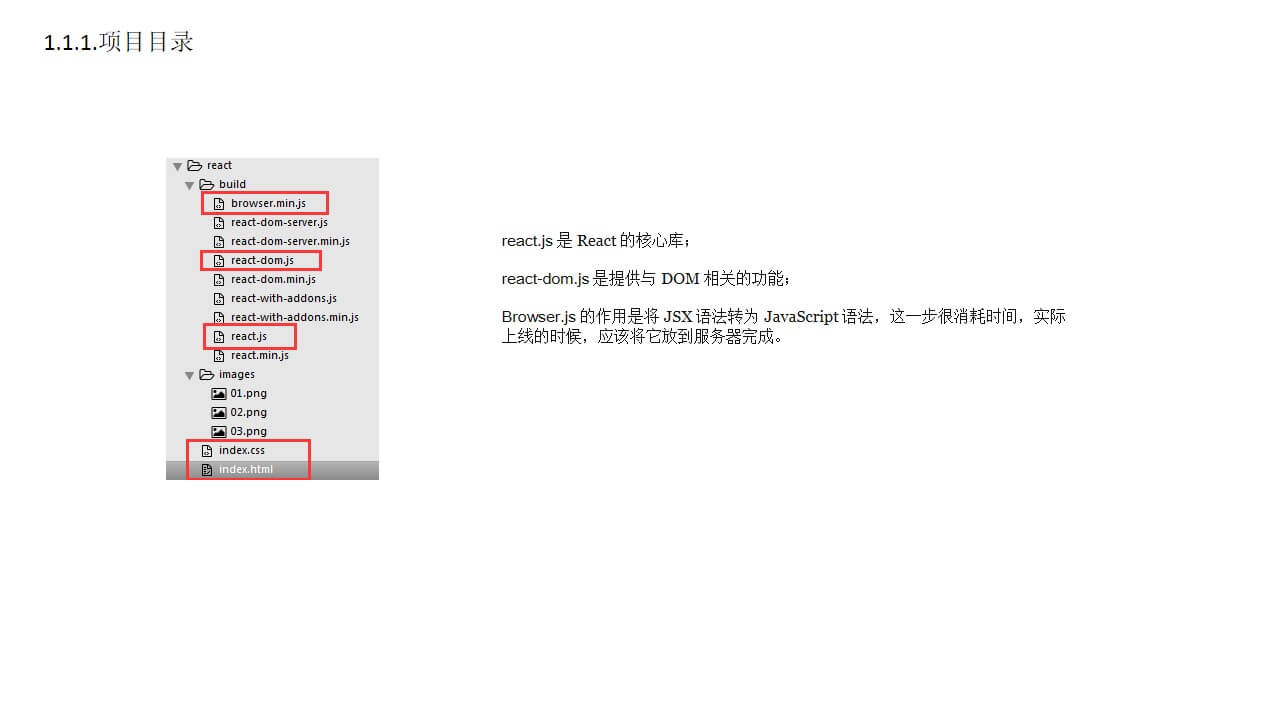 1.1.1.项目目录
react
build
browser.min.js
react-dom-server.js
react-dom-server.min.js
react-dom.js
react-dom.min.js
react-with-addons.js
react-with-addons.min.js
react.js
react.min.js
images
01.png
02.png
03.png
index.css
index.html
react.js 是 React 的核心库；
react-dom.js 是提供与 DOM 相关的功能；
Browser.js 的作用是将 JSX 语法转为 JavaScript 语法，这一步很消耗时间，实际
上线的时候，应该将它放到服务器完成。